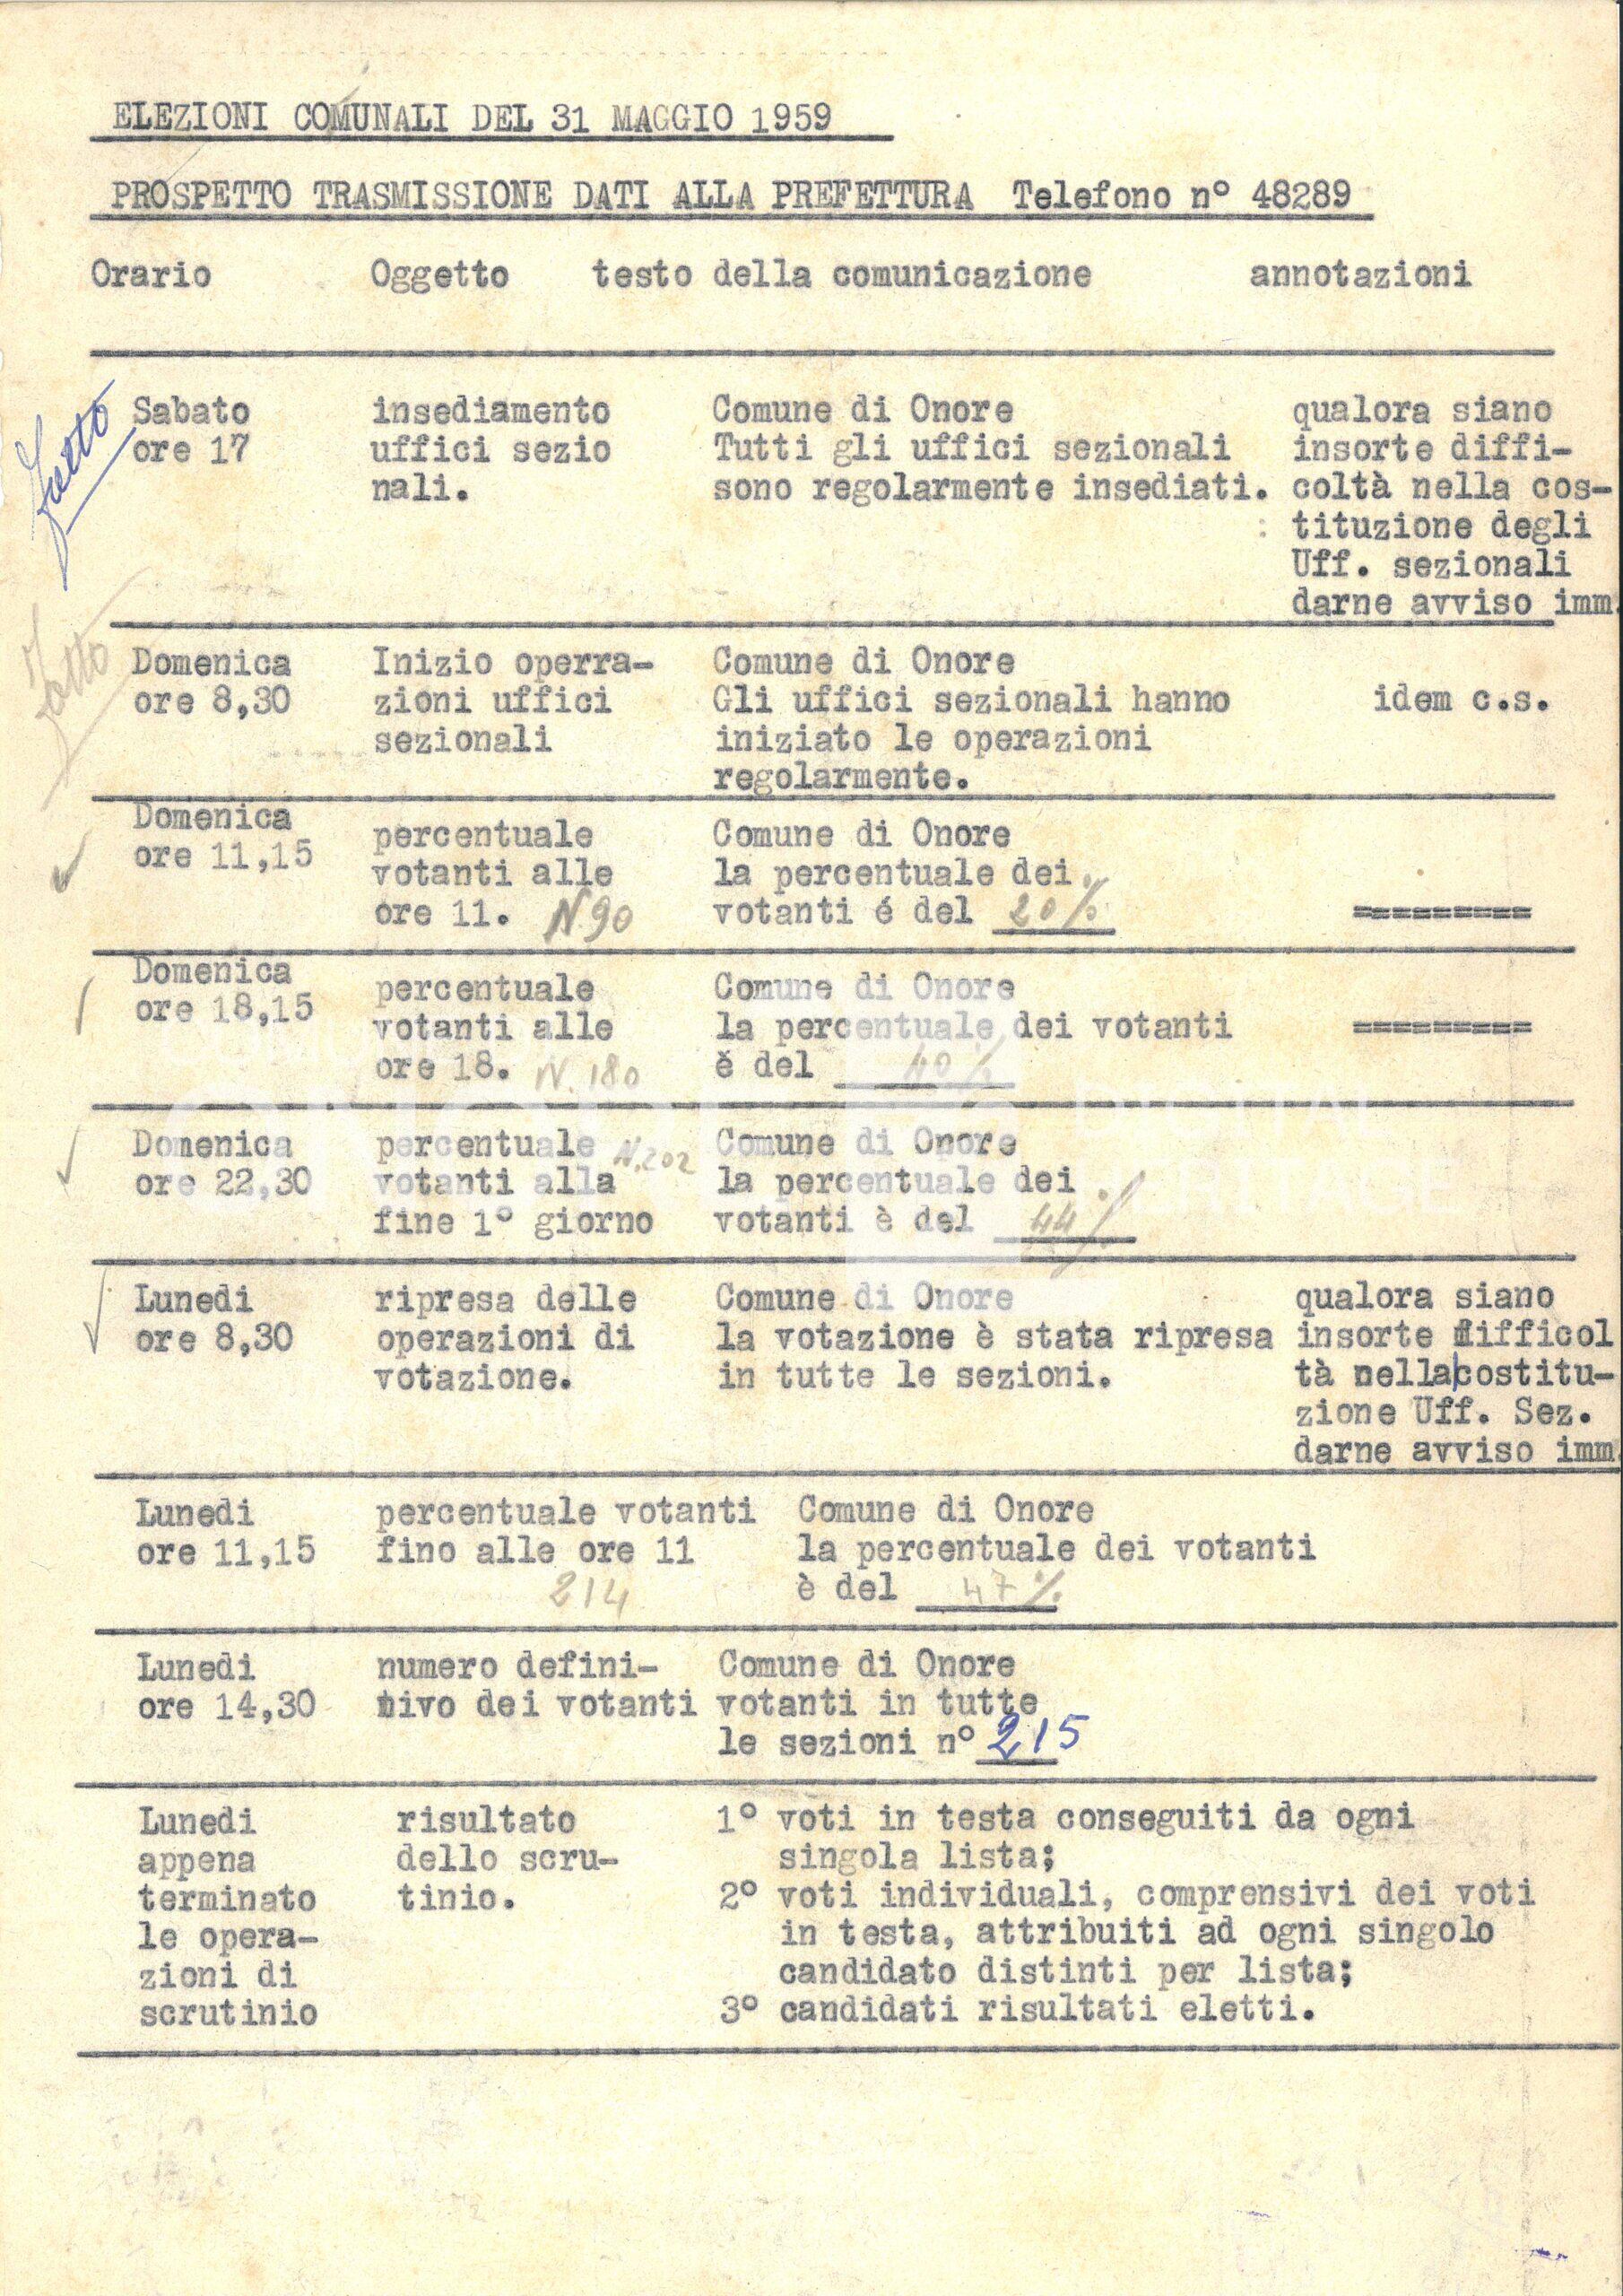 ELEZIONI COMUNALI DEL 31 MAGGIO 1959
PROSPETTO TRASMISSIONE DATI ALLA PREFETTURA Telefono n° 48289
Orario Oggetto testo della comunicazione annotazioni
fatto
Sabato insediamento Comune di Onore qualora siano
ore 17 uffici sezio Tutti gli uffici sezionali insorte diffi-
nali. sono regolarmente insediati. coltà nella cos-
: tituzione degli
Uff. sezionali
darne avviso imm.
fatto
Domenica Inizio operra- Comune di Onore
ore 8,30 zioni uffici Gli uffici sezionali hanno idem c.s.
sezionali iniziato le operazioni
regolarmente.
Domenica percentuale Comune di Onore
ore 11,15 votanti alle la percentuale dei
ore 11. N.90 votanti é del 20% =========
Domenica percentuale Comune di Onore
ore 18,15 votanti alle la percentuale dei votanti =========
ore 18. N.180 è del 40%
Domenica percentuale N.202 Comune di Onore
ore 22,30 votanti alla la percentuale dei
fine 1° giorno votanti è del 44%
Lunedi ripresa delle Comune di Onore qualora siano
ore 8,30 operazioni di la votazione è stata ripresa insorte difficol
votazione. in tutte le sezioni. tà nella|costitu-
zione Uff. Sez.
darne avviso imm
Lunedi percentuale votanti Comune di Onore
ore 11,15 fino alle ore 11 la percentuale dei votanti
214 è del 47%
Lunedi numero defini- Comune di Onore
ore 14,30 tivo dei votanti votanti in tutte
le sezioni n° 215
Lunedi risultato 1° voti in testa conseguiti da ogni
appena dello scru- singola lista;
terminato tinio. 2° voti individuali, comprensivi dei voti
le opera- in testa, attribuiti ad ogni singolo
zioni di candidato distinti per lista;
scrutinio 3° candidati risultati eletti.